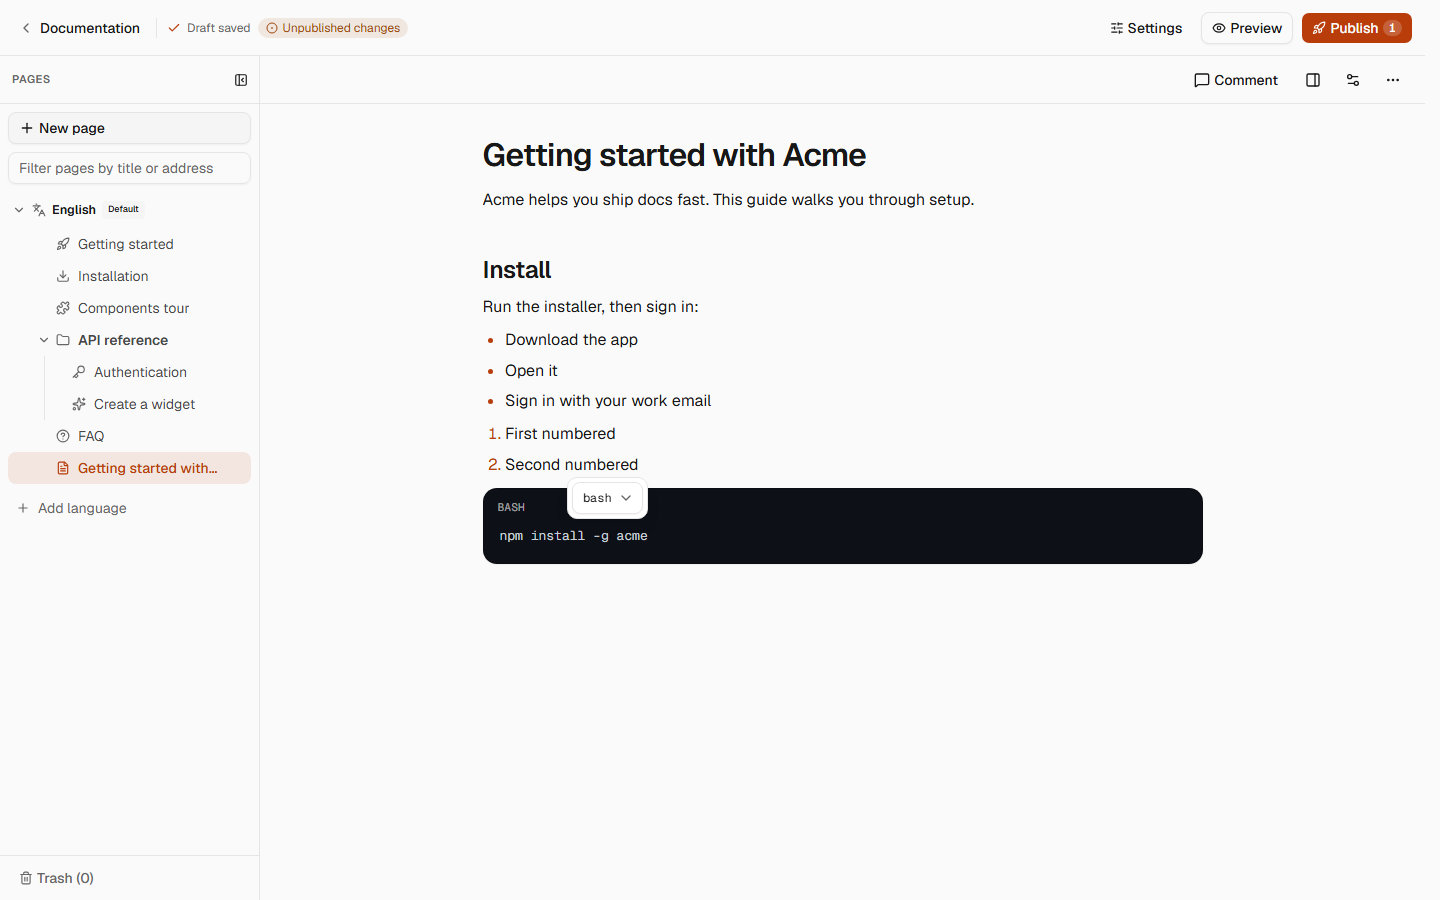 Documentation
Draft saved
Unpublished changes
Settings
Preview
Publish 1
PAGES
Comment
New page
Filter pages by title or address
English Default
Getting started
Installation
Components tour
API reference
Authentication
Create a widget
FAQ
Getting started with...
Add language
Trash (0)
Getting started with Acme
Acme helps you ship docs fast. This guide walks you through setup.
Install
Run the installer, then sign in:
• Download the app
• Open it
• Sign in with your work email
1. First numbered
2. Second numbered
bash
BASH
npm install -g acme